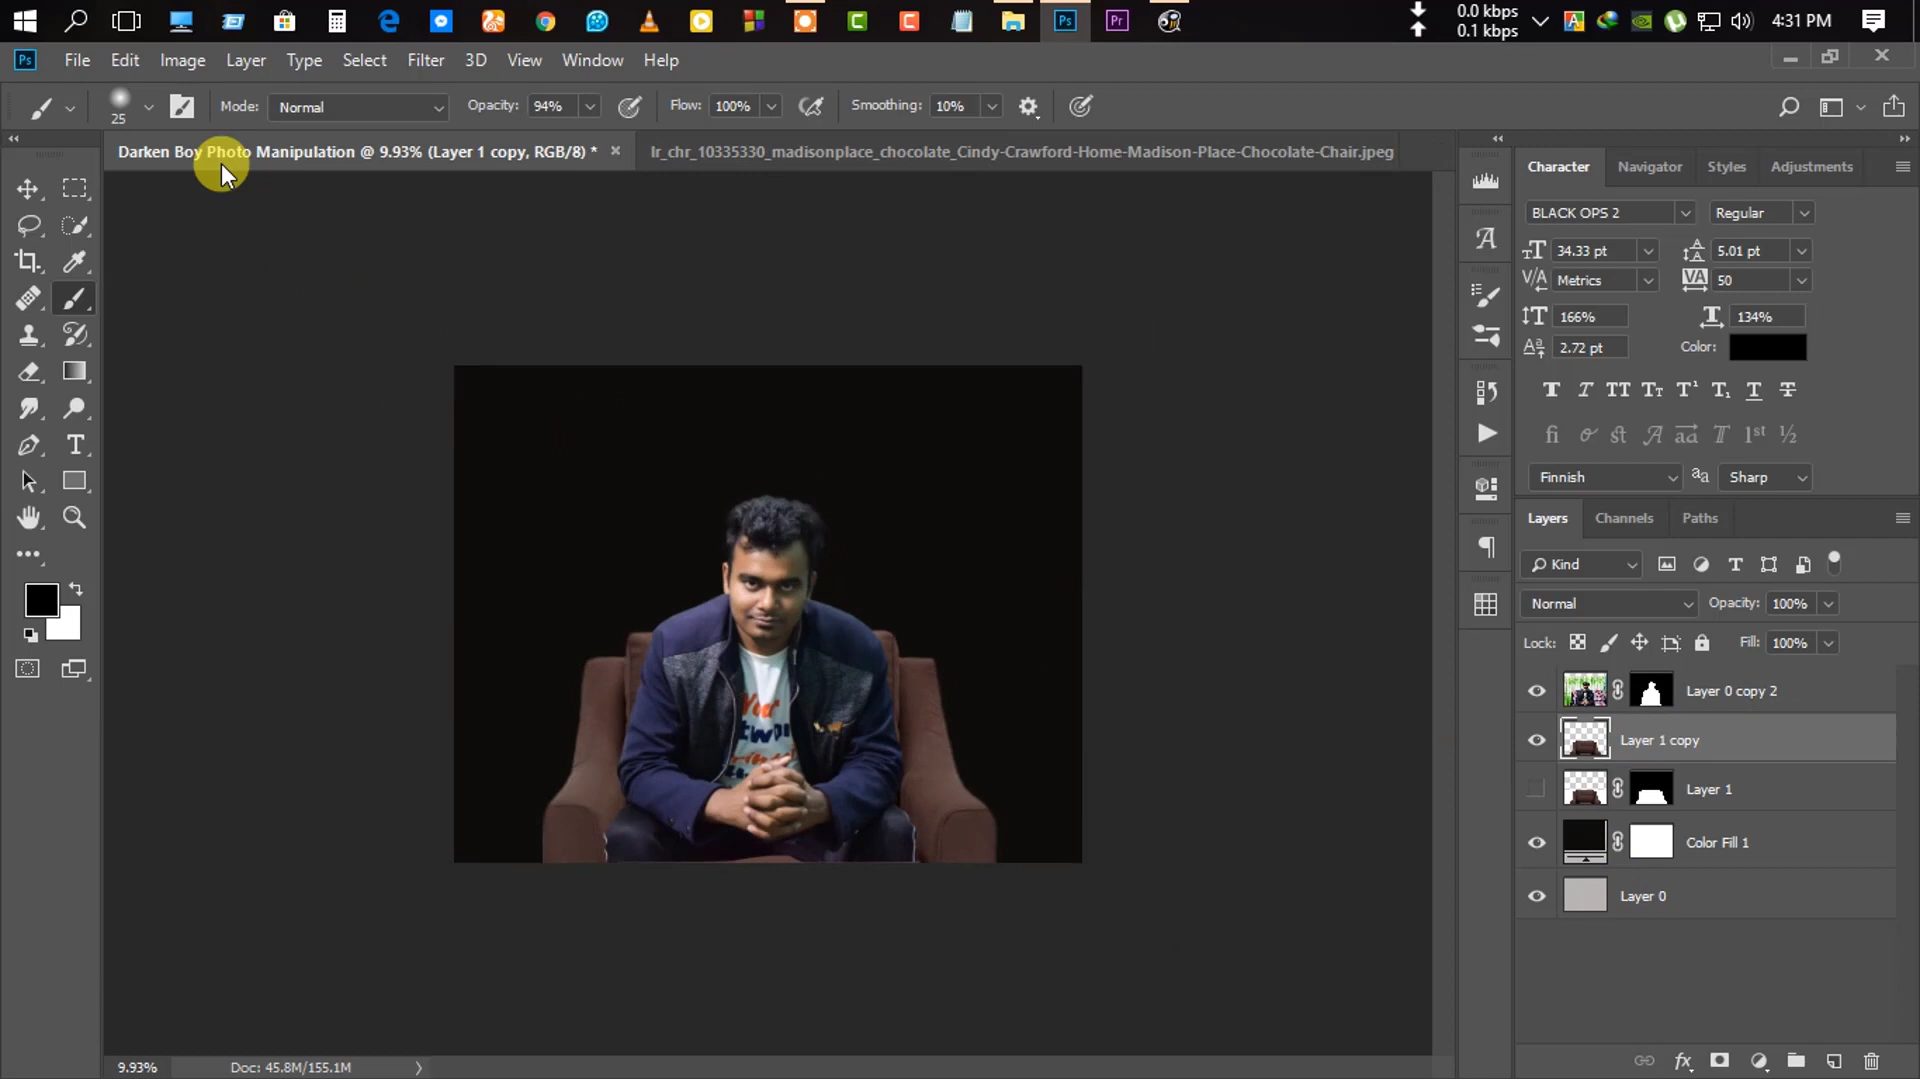 0.0 kbps
0.1 kbps
4:31 PM
File Edit Image Layer Type Select Filter 3D View Window Help
25 Mode: Normal Opacity: 94% Flow: 100% Smoothing: 10%
Darken Boy Photo Manipulation @ 9.93% (Layer 1 copy, RGB/8) *
lr_chr_10335330_madisonplace_chocolate_Cindy-Crawford-Home-Madison-Place-Chocolate-Chair.jpeg
Character Navigator Styles Adjustments
BLACK OPS 2 Regular
34.33 pt 5.01 pt
Metrics 50
166% 134%
2.72 pt Color:
Finnish Sharp
Layers Channels Paths
Kind
Normal Opacity: 100%
Lock: Fill: 100%
Layer 0 copy 2
Layer 1 copy
Layer 1
Color Fill 1
Layer 0
9.93% Doc: 45.8M/155.1M